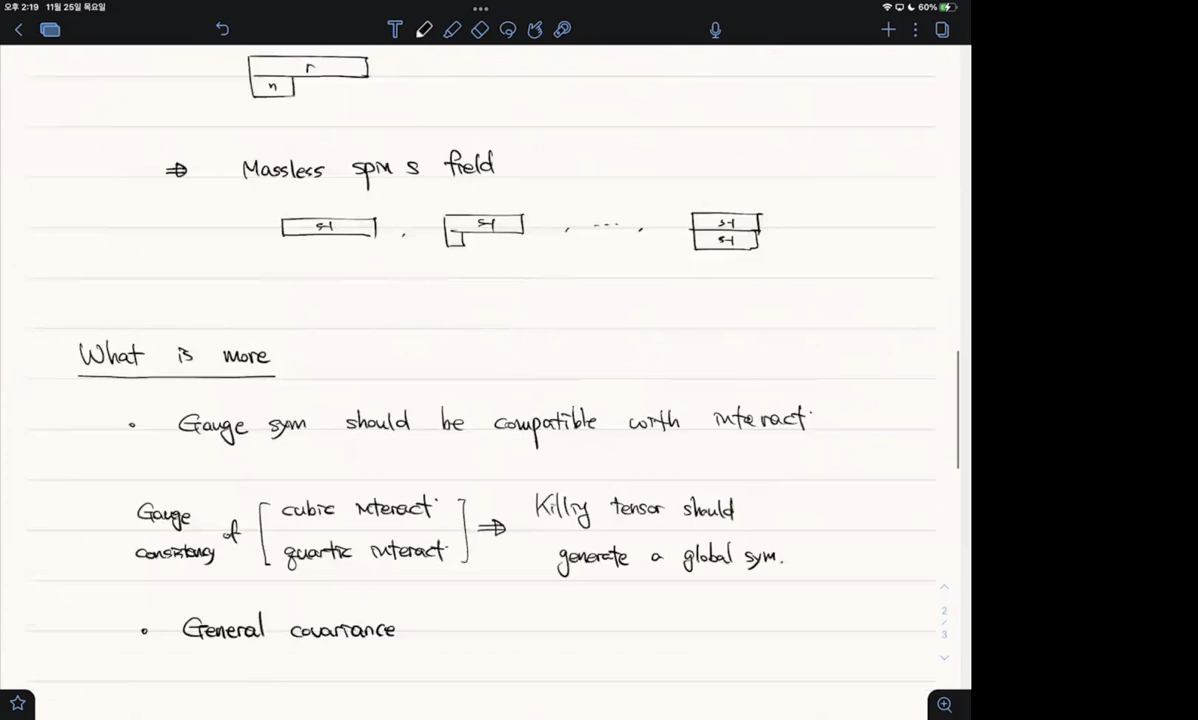 오후 2:19 11월 25일 목요일
60%
r
n
⇒ Massless spin s field
s-1 , s-1 , ... , s-1
s-1
What is more
• Gauge sym should be compatible with interact.
Gauge consistency of [ cubic interact. ⇒ Killing tensor should
quartic interact. ] generate a global sym.
• General covariance
2
/
3